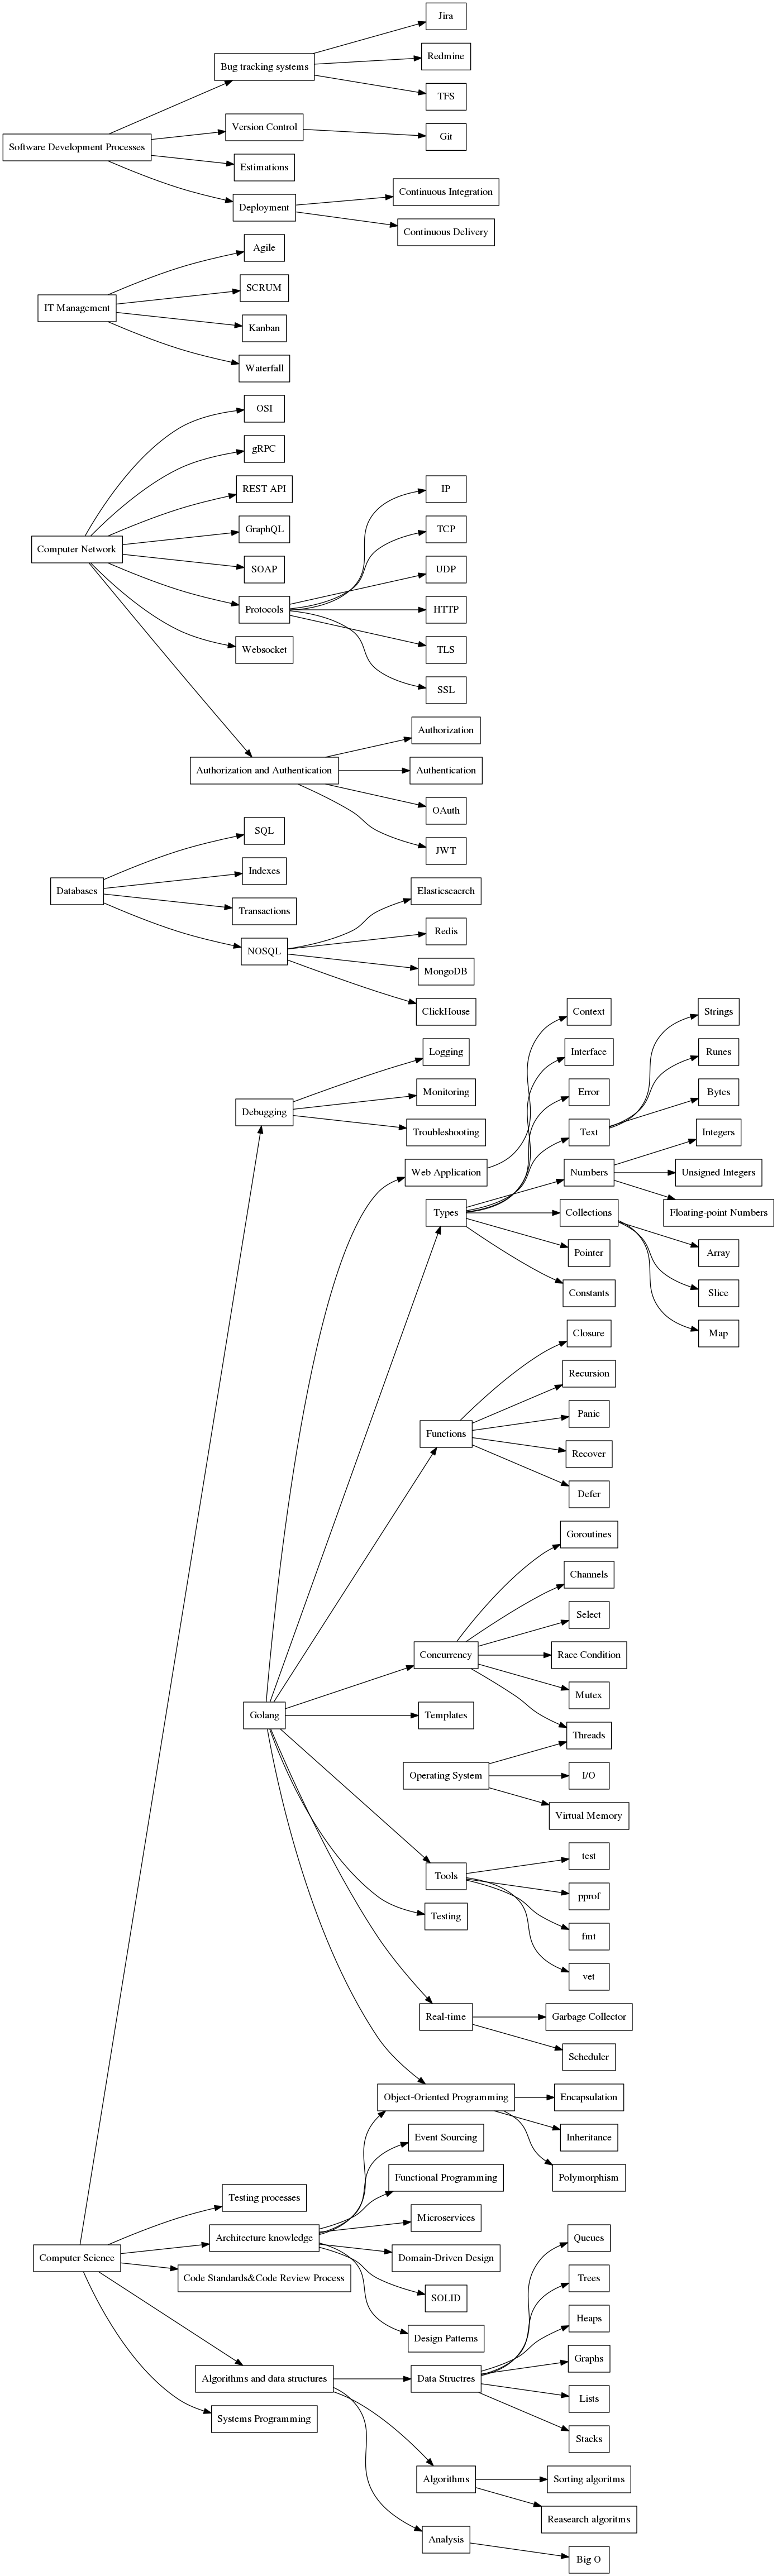 Jira
Redmine
Bug tracking systems
TFS
Version Control
Git
Software Development Processes
Estimations
Continuous Integration
Deployment
Continuous Delivery
Agile
SCRUM
IT Management
Kanban
Waterfall
OSI
gRPC
REST API
IP
GraphQL
TCP
Computer Network
SOAP
UDP
Protocols
HTTP
Websocket
TLS
SSL
Authorization
Authorization and Authentication
Authentication
OAuth
SQL
JWT
Indexes
Databases
Elasticseaerch
Transactions
Redis
NOSQL
MongoDB
ClickHouse
Context
Strings
Logging
Interface
Runes
Monitoring
Error
Bytes
Debugging
Troubleshooting
Text
Integers
Web Application
Numbers
Unsigned Integers
Types
Collections
Floating-point Numbers
Pointer
Array
Constants
Slice
Closure
Map
Recursion
Panic
Functions
Recover
Defer
Goroutines
Channels
Select
Concurrency
Race Condition
Mutex
Golang
Templates
Threads
Operating System
I/O
Virtual Memory
test
Tools
pprof
Testing
fmt
vet
Real-time
Garbage Collector
Scheduler
Object-Oriented Programming
Encapsulation
Event Sourcing
Inheritance
Functional Programming
Polymorphism
Testing processes
Microservices
Architecture knowledge
Queues
Computer Science
Domain-Driven Design
Code Standards&Code Review Process
Trees
SOLID
Heaps
Design Patterns
Graphs
Algorithms and data structures
Data Structres
Lists
Systems Programming
Stacks
Algorithms
Sorting algoritms
Reasearch algoritms
Analysis
Big O